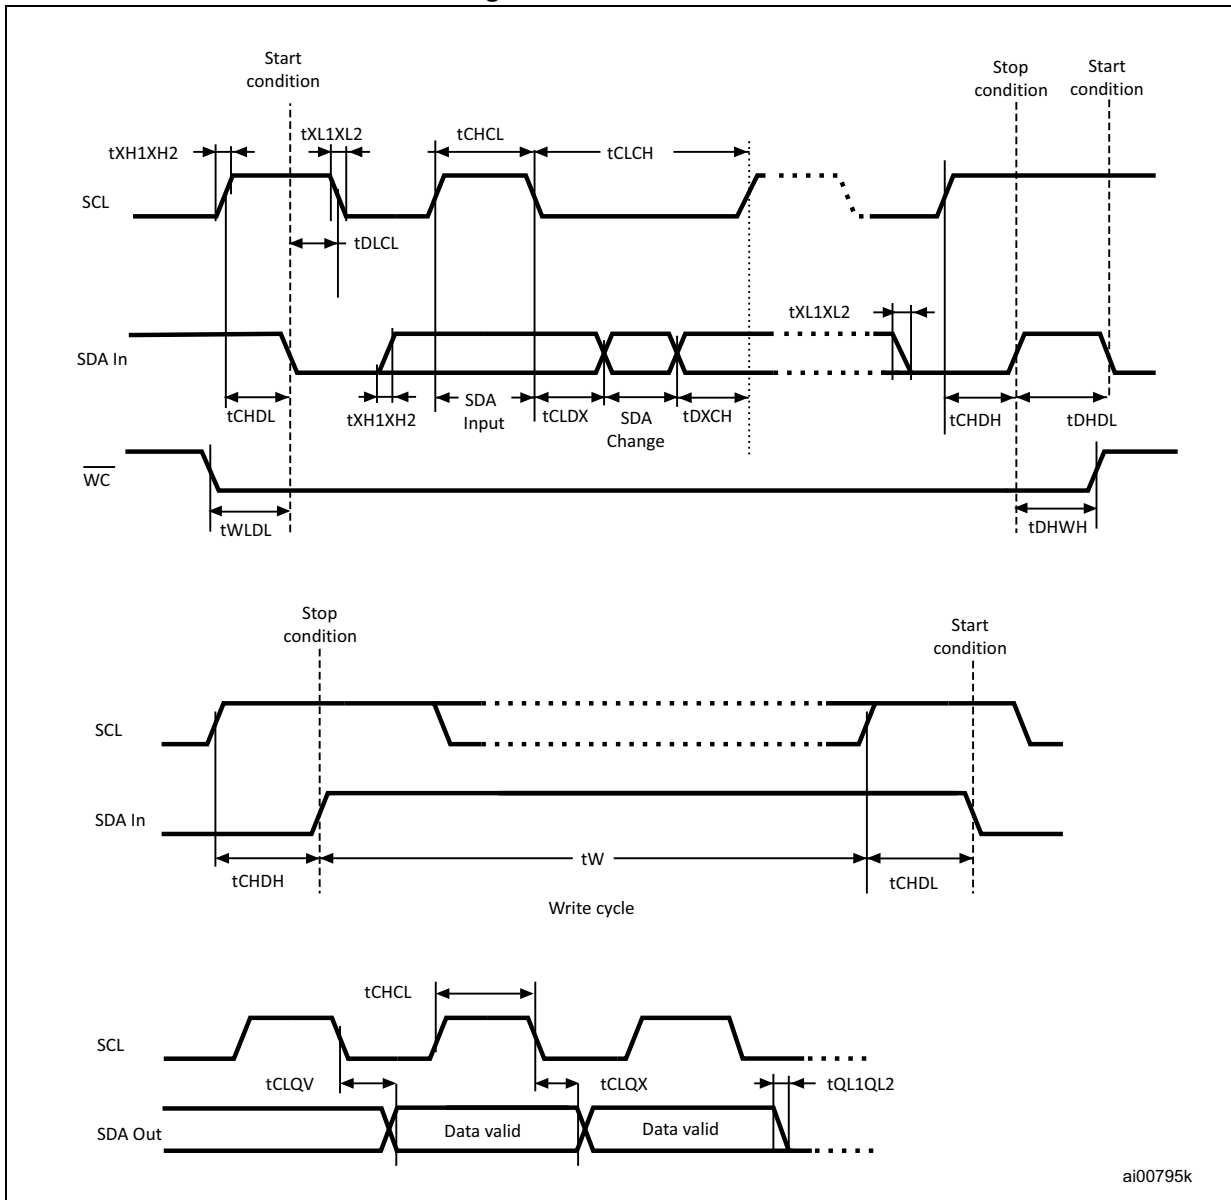 Start
condition
Stop
condition
Start
condition
tXH1XH2
tXL1XL2
tCHCL
tCLCH
SCL
tDLCL
tXL1XL2
SDA In
tCHDL
tXH1XH2
SDA
Input
tCLDX
SDA
Change
tDXCH
tCHDH
tDHDL
WC
tWLDL
tDHWH
Stop
condition
Start
condition
SCL
SDA In
tCHDH
tW
tCHDL
Write cycle
tCHCL
SCL
tCLQV
tCLQX
tQL1QL2
SDA Out
Data valid
Data valid
ai00795k